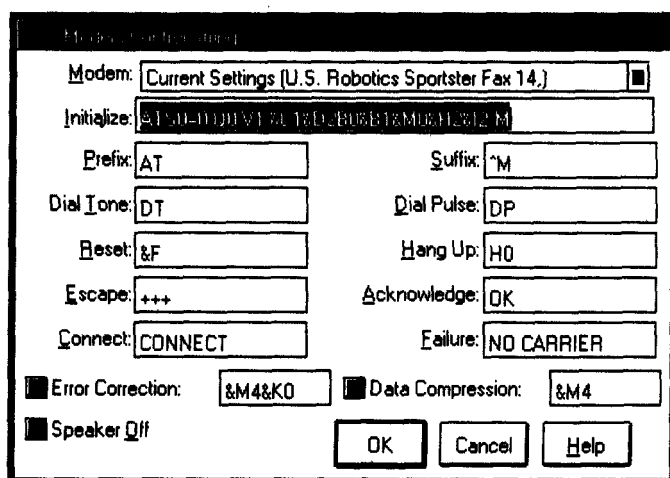 Modem: Current Settings (U.S. Robotics Sportster Fax 14,)
Initialize:
Prefix: AT Suffix: ^M
Dial Tone: DT Dial Pulse: DP
Reset: &F Hang Up: H0
Escape: +++ Acknowledge: OK
Connect: CONNECT Failure: NO CARRIER
Error Correction: &M4&K0 Data Compression: &M4
Speaker Off
OK Cancel Help